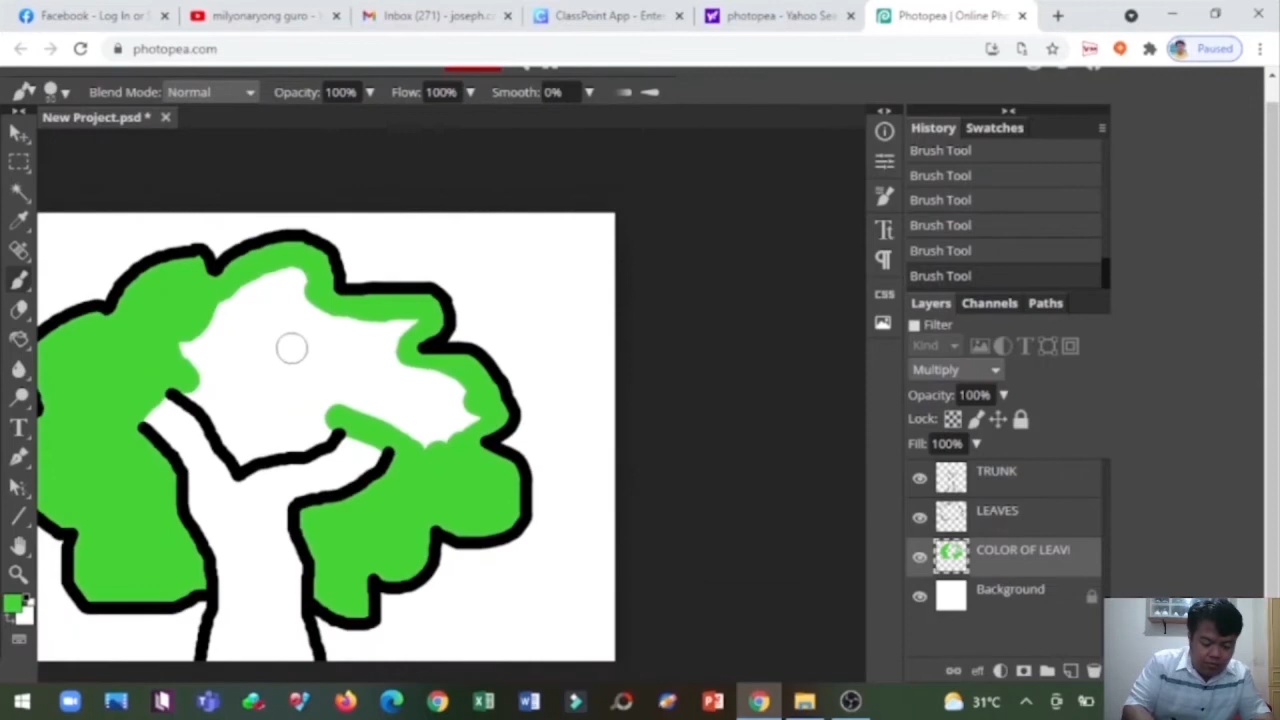 Facebook - Log In or S
milyonaryong guro -
Inbox (271) - joseph.c
ClassPoint App - Ente
photopea - Yahoo Sea
Photopea | Online Pho
photopea.com
Paused
Blend Mode: Normal
Opacity: 100%
Flow: 100%
Smooth: 0%
New Project.psd *
History
Swatches
Brush Tool
Brush Tool
Brush Tool
Brush Tool
Brush Tool
Brush Tool
CSS
Layers
Channels
Paths
Filter
Kind
Multiply
Opacity: 100%
Lock:
Fill: 100%
TRUNK
LEAVES
COLOR OF LEAVI
Background
eff
31°C